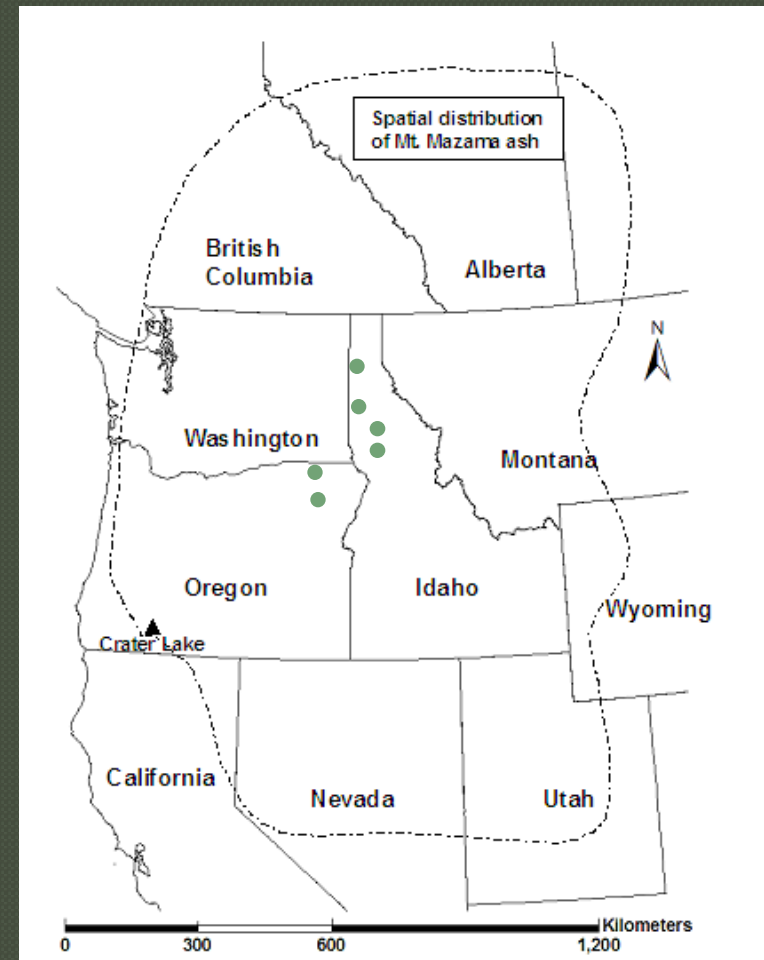 Spatial distribution
of Mt. Mazama ash
British
Columbia
Alberta
N
Washington
Montana
Oregon
Idaho
Wyoming
Crater Lake
California
Nevada
Utah
Kilometers
0 300 600 1,200